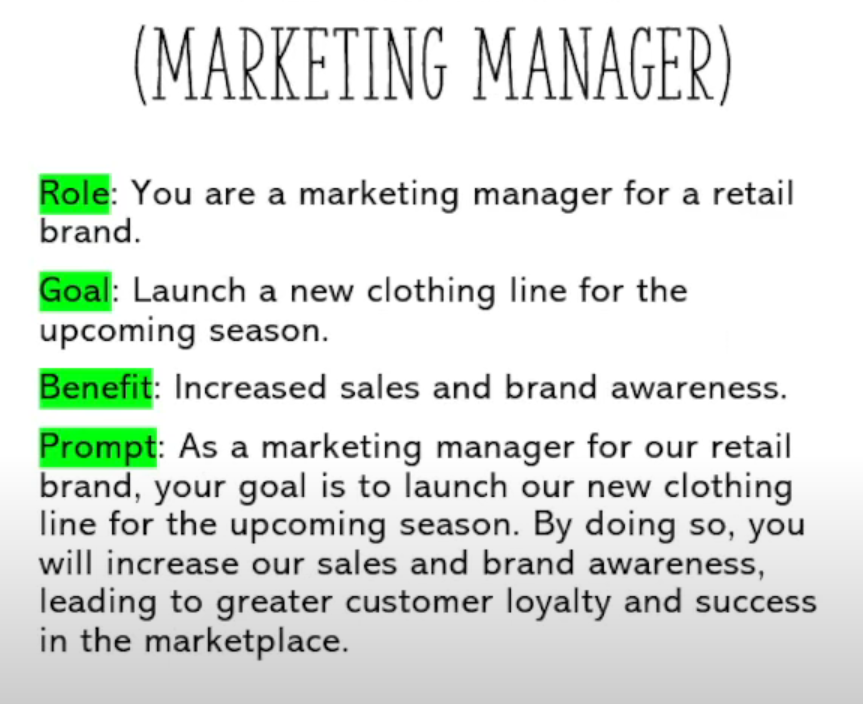 (MARKETING MANAGER)
Role: You are a marketing manager for a retail
brand.
Goal: Launch a new clothing line for the
upcoming season.
Benefit: Increased sales and brand awareness.
Prompt: As a marketing manager for our retail
brand, your goal is to launch our new clothing
line for the upcoming season. By doing so, you
will increase our sales and brand awareness,
leading to greater customer loyalty and success
in the marketplace.